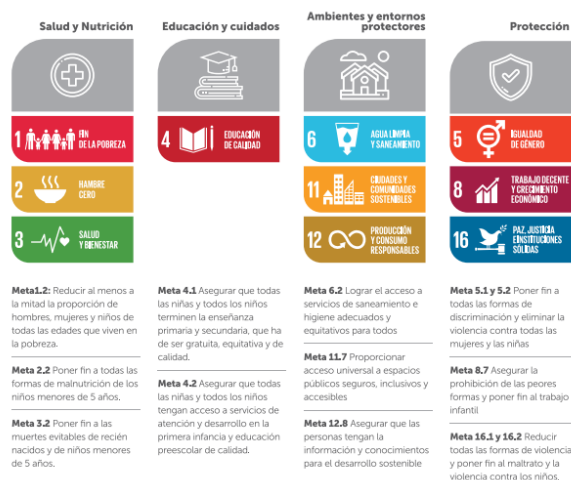 Salud y Nutrición
1 FIN
DE LA POBREZA
2 HAMBRE
CERO
3 SALUD
Y BIENESTAR
Meta1.2: Reducir al menos a
la mitad la proporción de
hombres, mujeres y niños de
todas las edades que viven en
la pobreza.
Meta 2.2 Poner fin a todas las
formas de malnutrición de los
niños menores de 5 años.
Meta 3.2 Poner fin a las
muertes evitables de recién
nacidos y de niños menores
de 5 años.
Educación y cuidados
4 EDUCACIÓN
DE CALIDAD
Meta 4.1 Asegurar que todas
las niñas y todos los niños
terminen la enseñanza
primaria y secundaria, que ha
de ser gratuita, equitativa y de
calidad.
Meta 4.2 Asegurar que todas
las niñas y todos los niños
tengan acceso a servicios de
atención y desarrollo en la
primera infancia y educación
preescolar de calidad.
Ambientes y entornos
protectores
6 AGUA LIMPIA
Y SANEAMIENTO
11 CIUDADES Y
COMUNIDADES
SOSTENIBLES
12 PRODUCCIÓN
Y CONSUMO
RESPONSABLES
Meta 6.2 Lograr el acceso a
servicios de saneamiento e
higiene adecuados y
equitativos para todos
Meta 11.7 Proporcionar
acceso universal a espacios
públicos seguros, inclusivos y
accesibles
Meta 12.8 Asegurar que las
personas tengan la
información y conocimientos
para el desarrollo sostenible
Protección
5 IGUALDAD
DE GÉNERO
8 TRABAJO DECENTE
Y CRECIMIENTO
ECONÓMICO
16 PAZ, JUSTICIA
E INSTITUCIONES
SÓLIDAS
Meta 5.1 y 5.2 Poner fin a
todas las formas de
discriminación y eliminar la
violencia contra todas las
mujeres y las niñas
Meta 8.7 Asegurar la
prohibición de las peores
formas y poner fin al trabajo
infantil
Meta 16.1 y 16.2 Reducir
todas las formas de violencia
y poner fin al maltrato y la
violencia contra los niños.